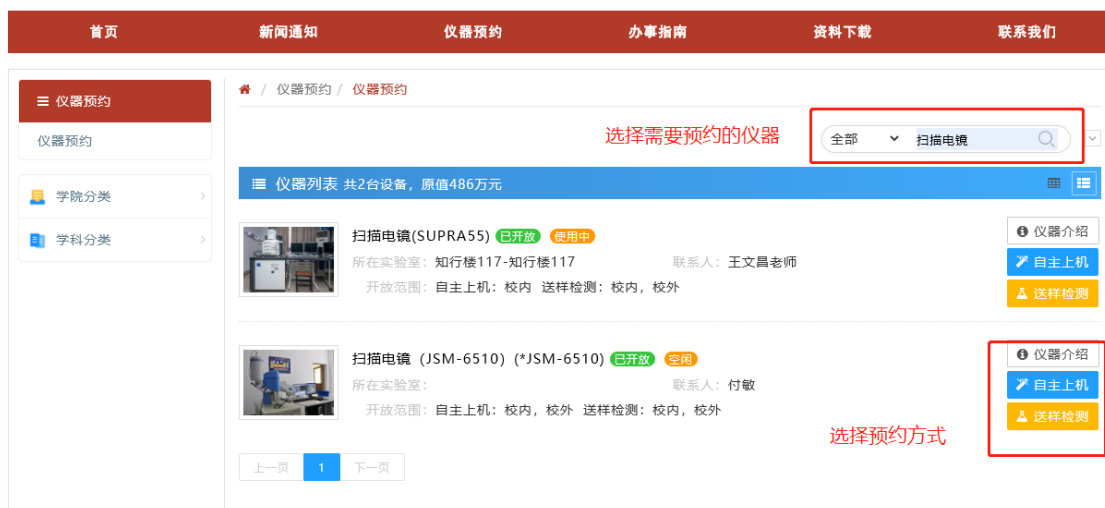 首页 新闻通知 仪器预约 办事指南 资料下载 联系我们
仪器预约
/ 仪器预约 / 仪器预约
仪器预约
选择需要预约的仪器
全部 扫描电镜
学院分类
学科分类
仪器列表 共2台设备，原值486万元
扫描电镜(SUPRA55) 已开放 使用中
所在实验室：知行楼117-知行楼117 联系人：王文昌老师
开放范围：自主上机：校内 送样检测：校内，校外
仪器介绍
自主上机
送样检测
扫描电镜（JSM-6510）(*JSM-6510) 已开放 空闲
所在实验室： 联系人：付敏
开放范围：自主上机：校内，校外 送样检测：校内，校外
仪器介绍
自主上机
送样检测
选择预约方式
上一页 1 下一页